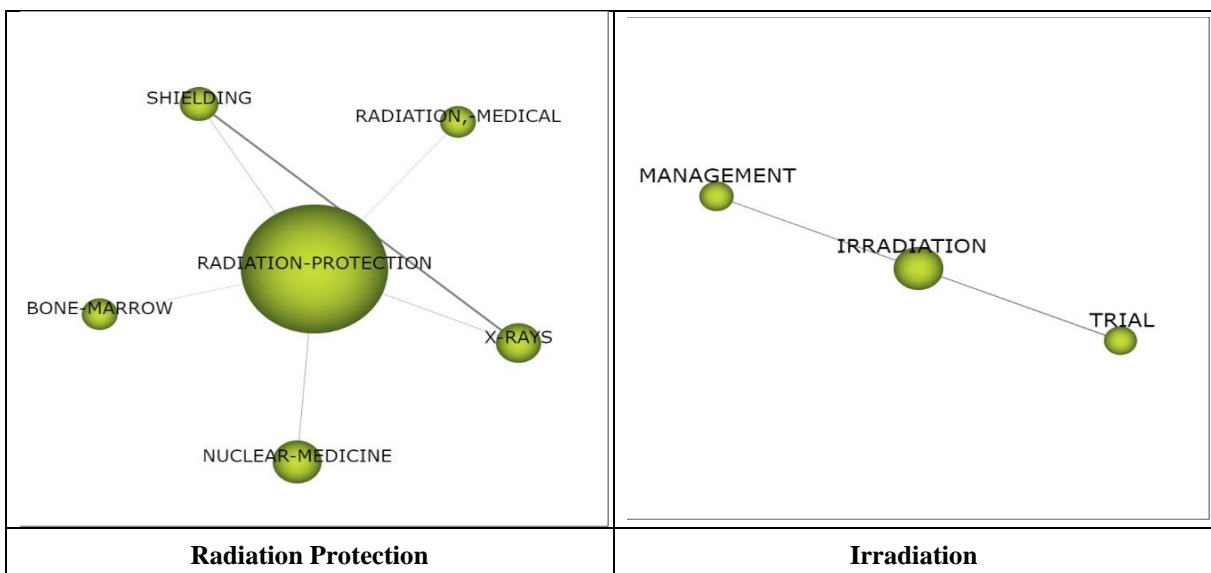 SHIELDING
RADIATION,-MEDICAL
RADIATION-PROTECTION
BONE-MARROW
X-RAYS
NUCLEAR-MEDICINE
Radiation Protection
MANAGEMENT
IRRADIATION
TRIAL
Irradiation